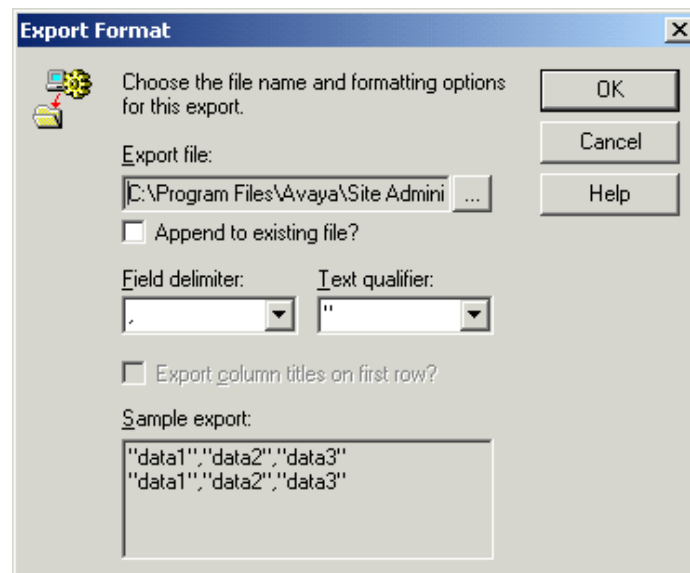 Export Format
Choose the file name and formatting options
for this export.
OK
Cancel
Help
Export file:
C:\Program Files\Avaya\Site Admini
...
Append to existing file?
Field delimiter:
Text qualifier:
,
"
Export column titles on first row?
Sample export:
"data1","data2","data3"
"data1","data2","data3"